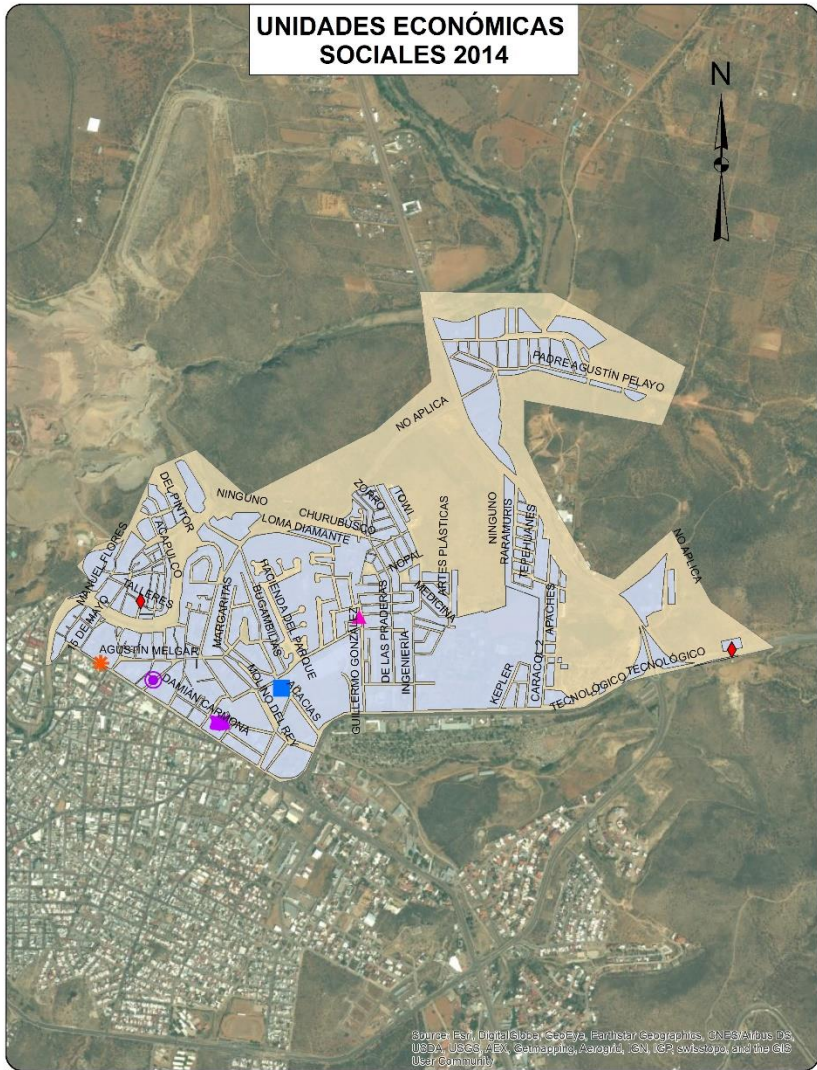 UNIDADES ECONÓMICAS
SOCIALES 2014
N
PADRE AGUSTÍN PELAYO
NO APLICA
ZORRO
TOWI
DEL PINTOR
NINGUNO
CHURUBUSCO
LOMA DIAMANTE
ACAPULCO
NINGUNO
RARAMURIS
TEPEHUANES
ARTES PLÁSTICAS
NO APLICA
MANUEL FLORES
NOPAL
HACIENDA DEL PARQUE
BUGAMBILIAS
MARGARITAS
TALLERES
MEDICINA
APACHES
15 DE MAYO
DE LAS PRADERAS
GUILLERMO GONZÁLEZ
INGENIERIA
AGUSTÍN MELGAR
CARACOL 2
KEPLER
TECNOLÓGICO
TECNOLÓGICO
MOLINO DEL REY
ACACIAS
DAMIÁN CARMONA
Source: Esri, DigitalGlobe, GeoEye, Earthstar Geographics, CNES/Airbus DS,
USDA, USGS, AEX, Getmapping, Aerogrid, IGN, IGP, swisstopo, and the GIS
User Community